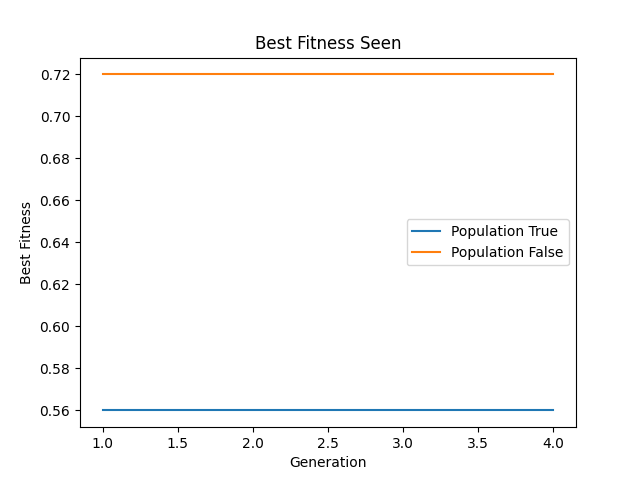 Best Fitness Seen
0.72
0.70
0.68
0.66
0.64
0.62
0.60
0.58
0.56
Best Fitness
Population True
Population False
1.0 1.5 2.0 2.5 3.0 3.5 4.0
Generation